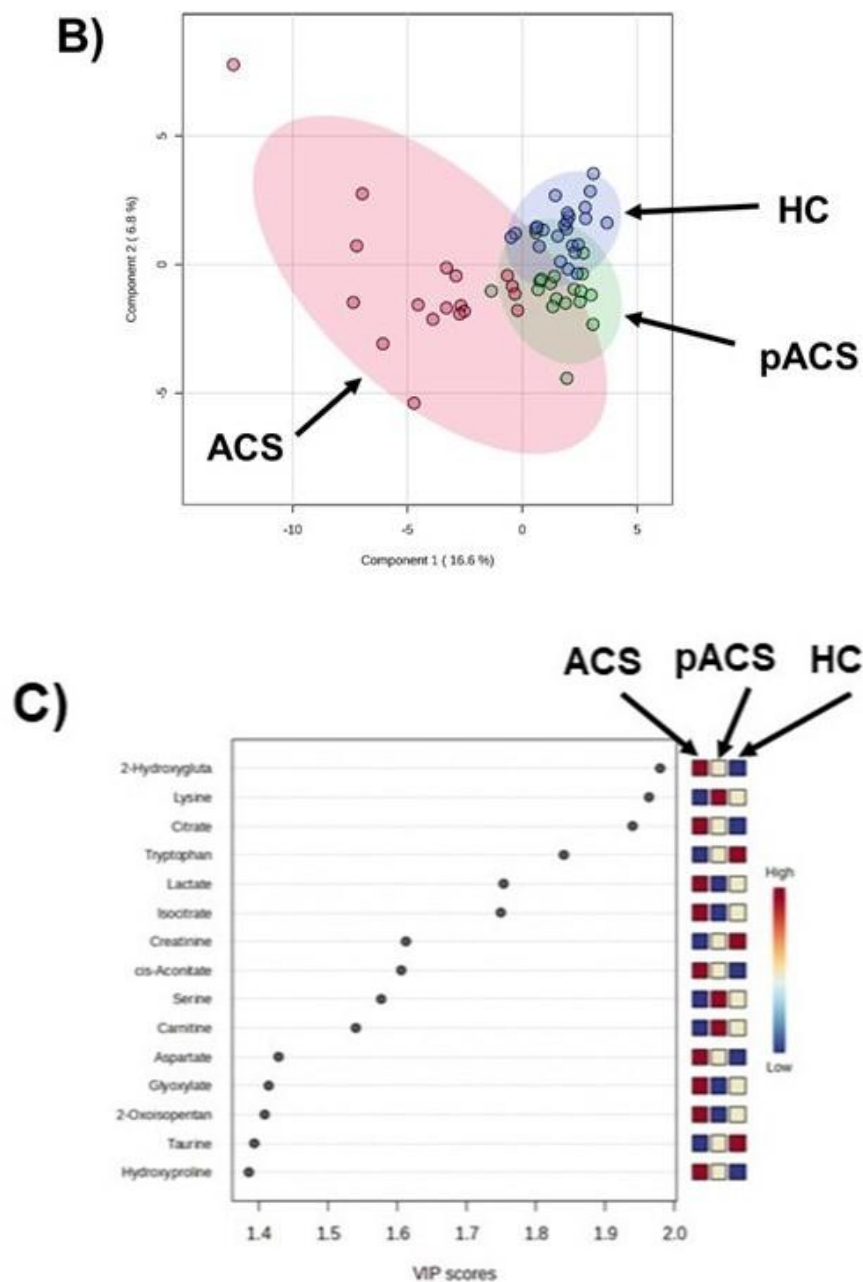 B)
5
0
-5
Component 2 ( 6.8 %)
HC
pACS
ACS
-10 -5 0 5
Component 1 ( 16.6 %)
ACS pACS HC
C)
2-Hydroxygluta
Lysine
Citrate
Tryptophan
Lactate
High
Isocitrate
Creatinine
cis-Aconitate
Serine
Carnitine
Aspartate
Low
Glyoxylate
2-Oxoisopentan
Taurine
Hydroxyproline
1.4 1.5 1.6 1.7 1.8 1.9 2.0
VIP scores